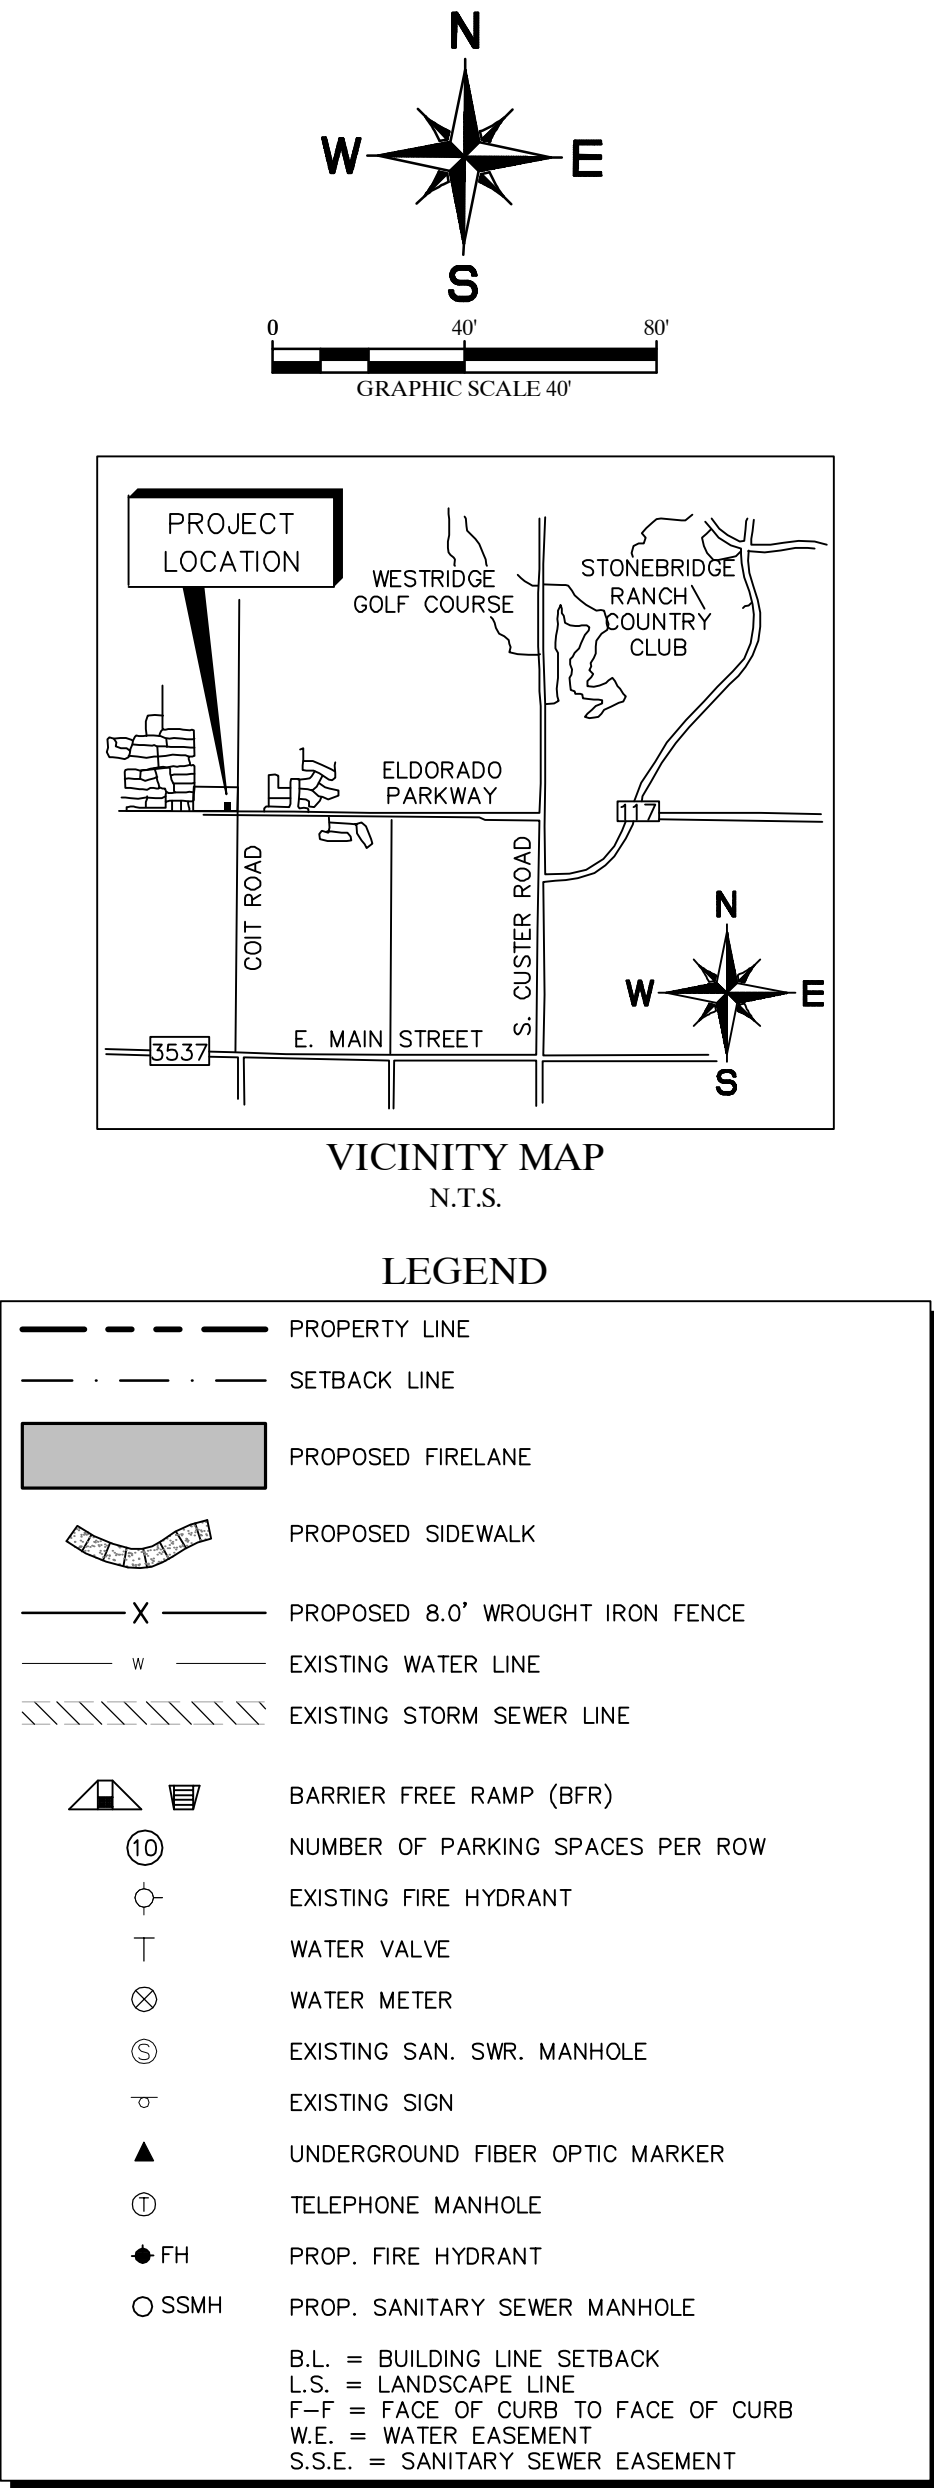 N
W E
S
0 40' 80'
GRAPHIC SCALE 40'
PROJECT
LOCATION
WESTRIDGE
GOLF COURSE
STONEBRIDGE
RANCH\
COUNTRY
CLUB
ELDORADO
PARKWAY
117
COIT ROAD
S. CUSTER ROAD
N
W E
S
E. MAIN STREET
3537
VICINITY MAP
N.T.S.
LEGEND
PROPERTY LINE
SETBACK LINE
PROPOSED FIRELANE
PROPOSED SIDEWALK
X PROPOSED 8.0' WROUGHT IRON FENCE
W EXISTING WATER LINE
EXISTING STORM SEWER LINE
BARRIER FREE RAMP (BFR)
10 NUMBER OF PARKING SPACES PER ROW
EXISTING FIRE HYDRANT
WATER VALVE
WATER METER
S EXISTING SAN. SWR. MANHOLE
EXISTING SIGN
UNDERGROUND FIBER OPTIC MARKER
T TELEPHONE MANHOLE
FH PROP. FIRE HYDRANT
SSMH PROP. SANITARY SEWER MANHOLE
B.L. = BUILDING LINE SETBACK
L.S. = LANDSCAPE LINE
F-F = FACE OF CURB TO FACE OF CURB
W.E. = WATER EASEMENT
S.S.E. = SANITARY SEWER EASEMENT